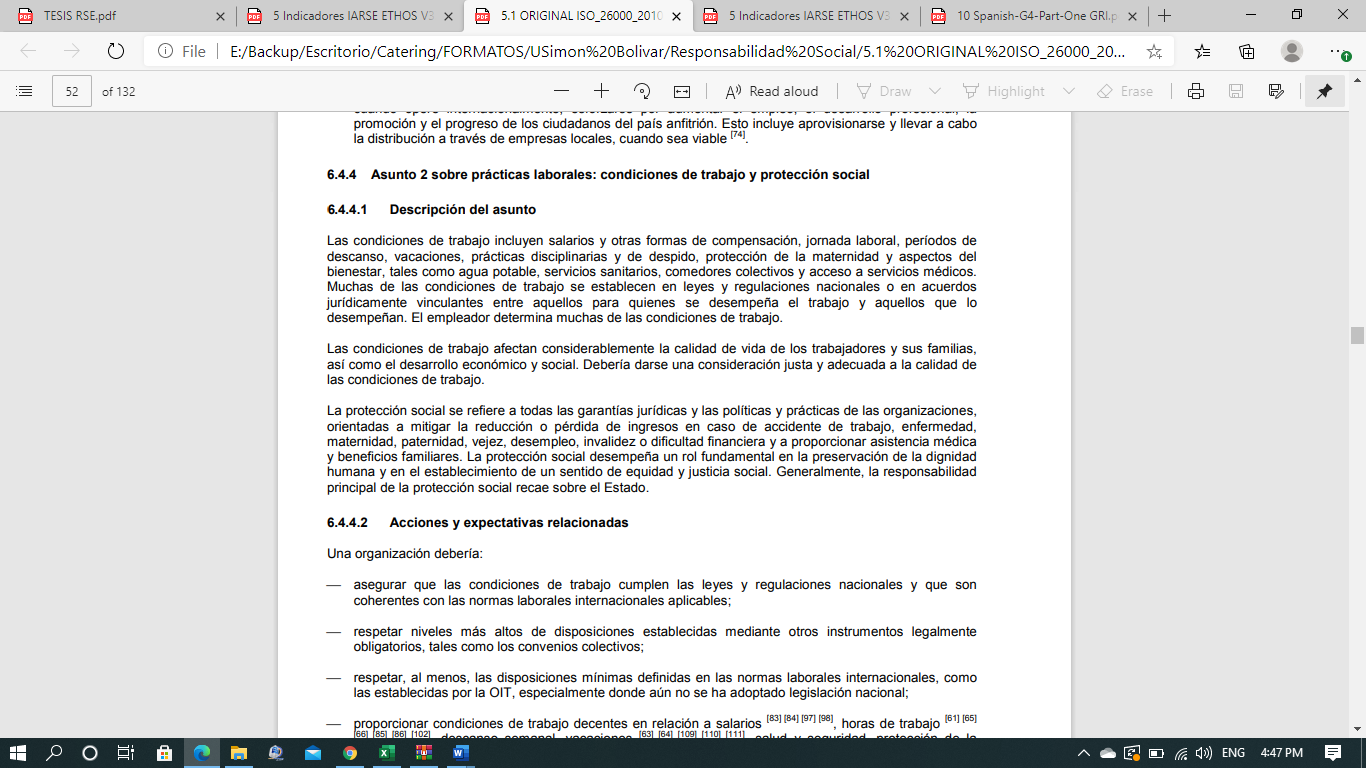 TESIS RSE.pdf
5 Indicadores IARSE ETHOS V3
5.1 ORIGINAL ISO_26000_2010
5 Indicadores IARSE ETHOS V3
10 Spanish-G4-Part-One GRI.p
File
E:/Backup/Escritorio/Catering/FORMATOS/USimon%20Bolivar/Responsabilidad%20Social/5.1%20ORIGINAL%20ISO_26000_20...
52 of 132
Read aloud
Draw
Highlight
Erase
promoción y el progreso de los ciudadanos del país anfitrión. Esto incluye aprovisionarse y llevar a cabo
la distribución a través de empresas locales, cuando sea viable [74].
6.4.4 Asunto 2 sobre prácticas laborales: condiciones de trabajo y protección social
6.4.4.1 Descripción del asunto
Las condiciones de trabajo incluyen salarios y otras formas de compensación, jornada laboral, períodos de
descanso, vacaciones, prácticas disciplinarias y de despido, protección de la maternidad y aspectos del
bienestar, tales como agua potable, servicios sanitarios, comedores colectivos y acceso a servicios médicos.
Muchas de las condiciones de trabajo se establecen en leyes y regulaciones nacionales o en acuerdos
jurídicamente vinculantes entre aquellos para quienes se desempeña el trabajo y aquellos que lo
desempeñan. El empleador determina muchas de las condiciones de trabajo.
Las condiciones de trabajo afectan considerablemente la calidad de vida de los trabajadores y sus familias,
así como el desarrollo económico y social. Debería darse una consideración justa y adecuada a la calidad de
las condiciones de trabajo.
La protección social se refiere a todas las garantías jurídicas y las políticas y prácticas de las organizaciones,
orientadas a mitigar la reducción o pérdida de ingresos en caso de accidente de trabajo, enfermedad,
maternidad, paternidad, vejez, desempleo, invalidez o dificultad financiera y a proporcionar asistencia médica
y beneficios familiares. La protección social desempeña un rol fundamental en la preservación de la dignidad
humana y en el establecimiento de un sentido de equidad y justicia social. Generalmente, la responsabilidad
principal de la protección social recae sobre el Estado.
6.4.4.2 Acciones y expectativas relacionadas
Una organización debería:
— asegurar que las condiciones de trabajo cumplen las leyes y regulaciones nacionales y que son
coherentes con las normas laborales internacionales aplicables;
— respetar niveles más altos de disposiciones establecidas mediante otros instrumentos legalmente
obligatorios, tales como los convenios colectivos;
— respetar, al menos, las disposiciones mínimas definidas en las normas laborales internacionales, como
las establecidas por la OIT, especialmente donde aún no se ha adoptado legislación nacional;
— proporcionar condiciones de trabajo decentes en relación a salarios [83] [84] [97] [98], horas de trabajo [61] [65]
[66] [85] [86] [102], descanso semanal, vacaciones [63] [64] [109] [110] [111], salud y seguridad, protección de la
ENG
4:47 PM